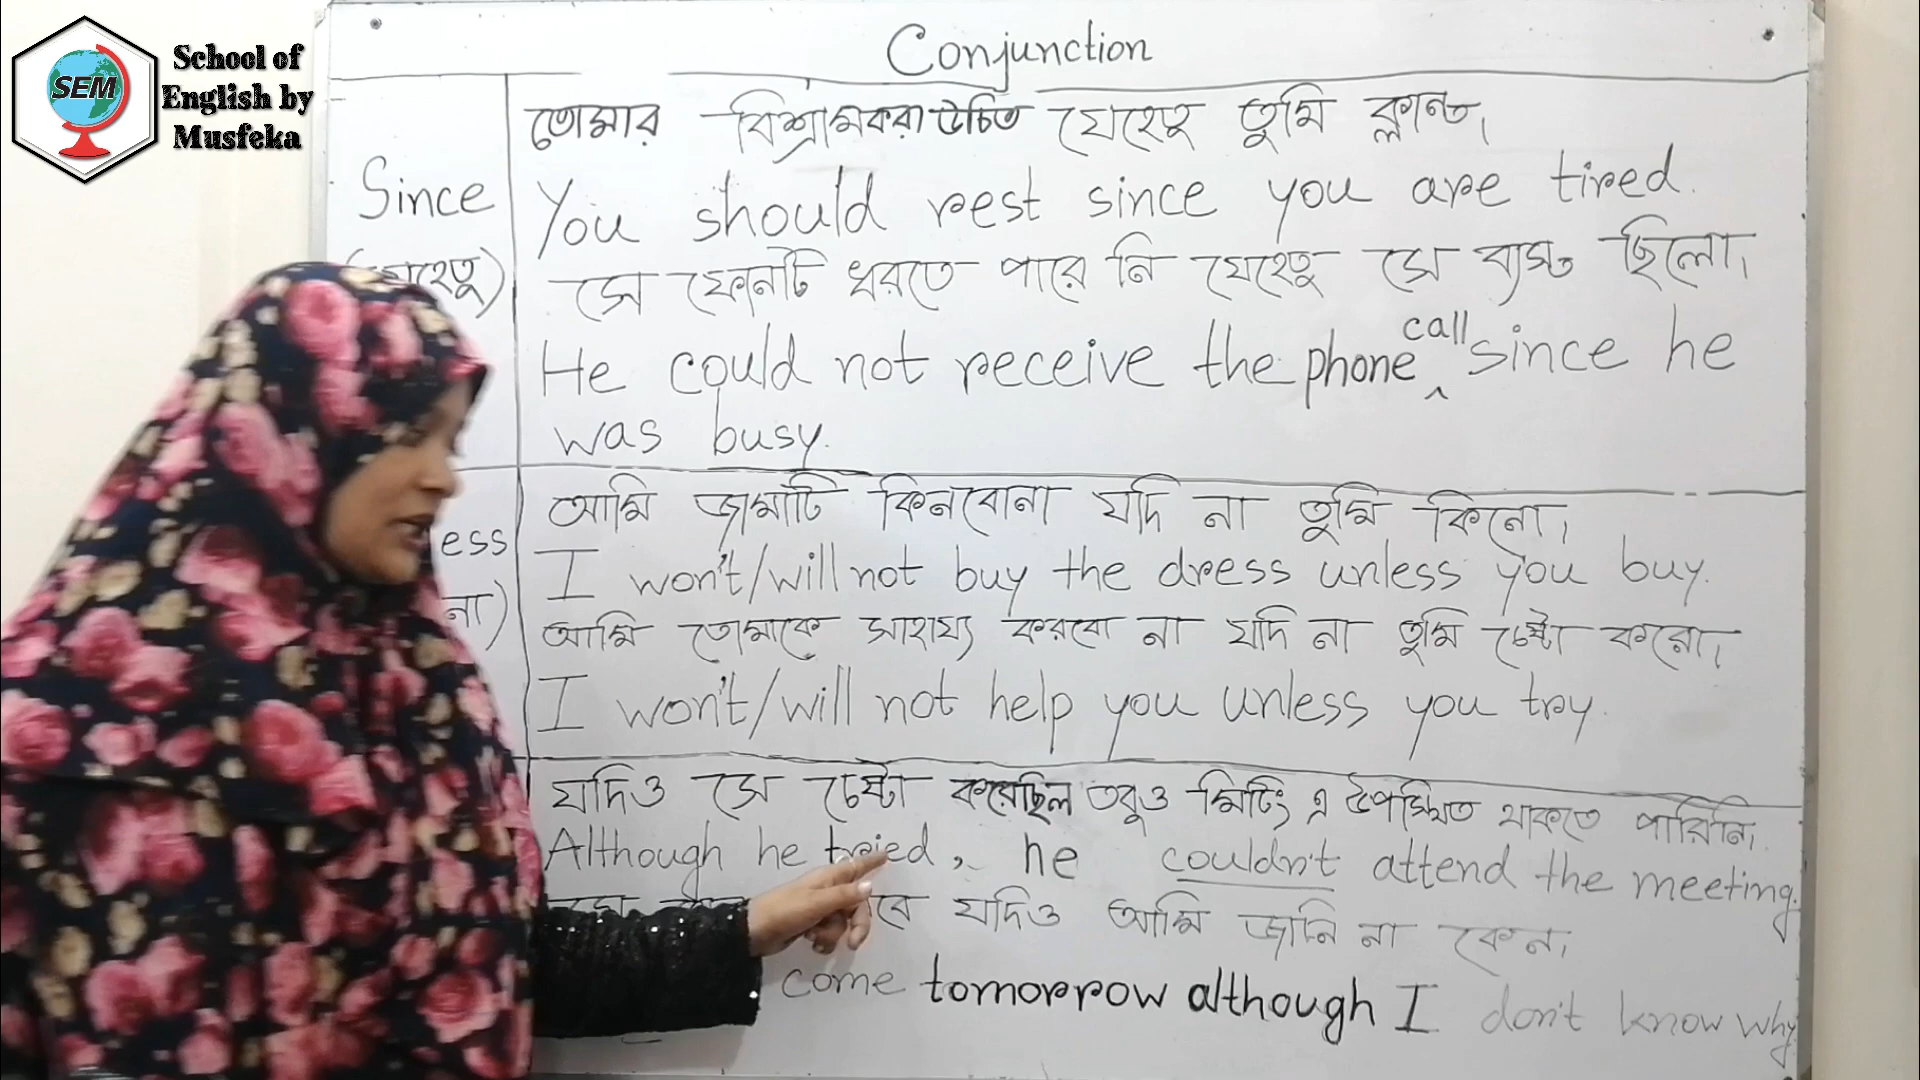 School of
English by
Musfeka
SEM
Conjunction
তোমার বিশ্রাম করা উচিত যেহেতু তুমি ক্লান্ত।
Since
You should rest since you are tired.
সে ফোনটি ধরতে পারে নি যেহেতু সে ব্যস্ত ছিলো।
He could not receive the phone call since he
was busy.
আমি জামাটি কিনবোনা যদি না তুমি কিনো।
I won't/will not buy the dress unless you buy.
আমি তোমাকে সাহায্য করবো না যদি না তুমি চেষ্টা করো।
না)
I won't/will not help you unless you try.
যদিও সে চেষ্টা করেছিল তবুও মিটিং এ উপস্থিত থাকতে পারিনি।
Although he tried, he couldn't attend the meeting.
যদিও আমি জানি না কেন।
come tomorrow although I don't know why